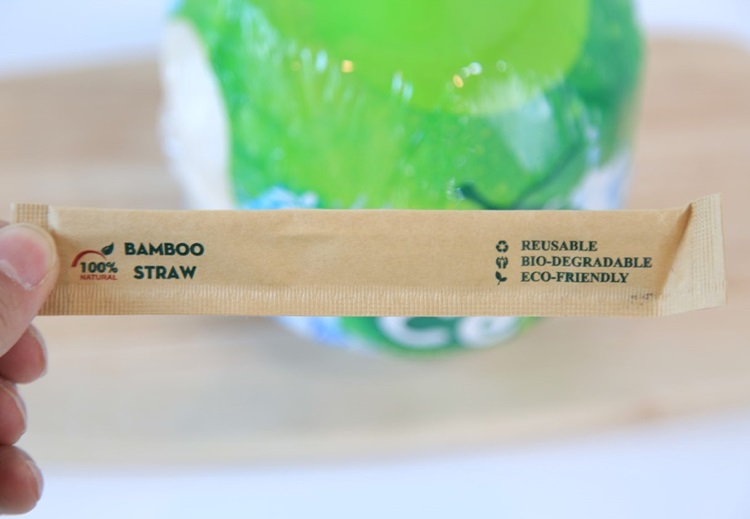 100%
NATURAL
BAMBOO
STRAW
REUSABLE
BIO-DEGRADABLE
ECO-FRIENDLY